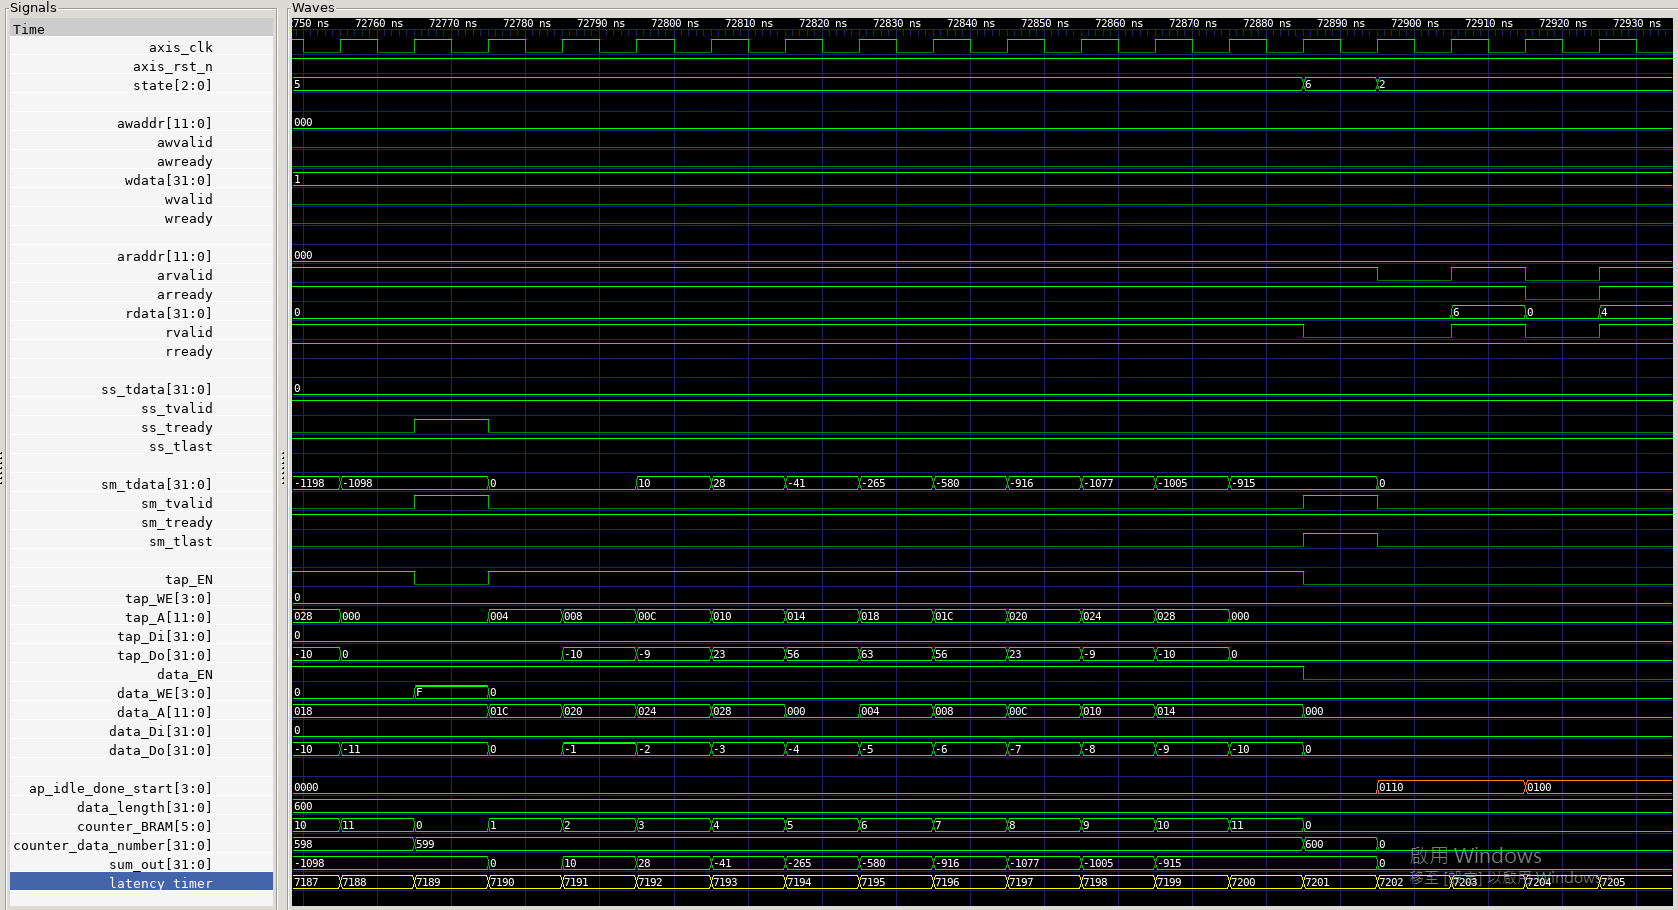 Signals
Waves
Time
750 ns 72760 ns 72770 ns 72780 ns 72790 ns 72800 ns 72810 ns 72820 ns 72830 ns 72840 ns 72850 ns 72860 ns 72870 ns 72880 ns 72890 ns 72900 ns 72910 ns 72920 ns 72930 ns
axis_clk
axis_rst_n
state[2:0] 5 6 2
awaddr[11:0] 000
awvalid
awready
wdata[31:0] 1
wvalid
wready
araddr[11:0] 000
arvalid
arready
rdata[31:0] 0 6 0 4
rvalid
rready
ss_tdata[31:0] 0
ss_tvalid
ss_tready
ss_tlast
sm_tdata[31:0] -1198 -1098 0 10 28 -41 -265 -580 -916 -1077 -1005 -915 0
sm_tvalid
sm_tready
sm_tlast
tap_EN
tap_WE[3:0] 0
tap_A[11:0] 028 000 004 008 00C 010 014 018 01C 020 024 028 000
tap_Di[31:0] 0
tap_Do[31:0] -10 0 -10 -9 23 56 63 56 23 -9 -10 0
data_EN
data_WE[3:0] 0 F 0
data_A[11:0] 018 01C 020 024 028 000 004 008 00C 010 014 000
data_Di[31:0] 0
data_Do[31:0] -10 -11 0 -1 -2 -3 -4 -5 -6 -7 -8 -9 -10 0
ap_idle_done_start[3:0] 0000 0110 0100
data_length[31:0] 600
counter_BRAM[5:0] 10 11 0 1 2 3 4 5 6 7 8 9 10 11 0
counter_data_number[31:0] 598 599 600 0
sum_out[31:0] -1098 0 10 28 -41 -265 -580 -916 -1077 -1005 -915 0
啟用 Windows
latency_timer 7187 7188 7189 7190 7191 7192 7193 7194 7195 7196 7197 7198 7199 7200 7201 7202 7203 7204 7205
移至 [設定] 以啟用 Windows